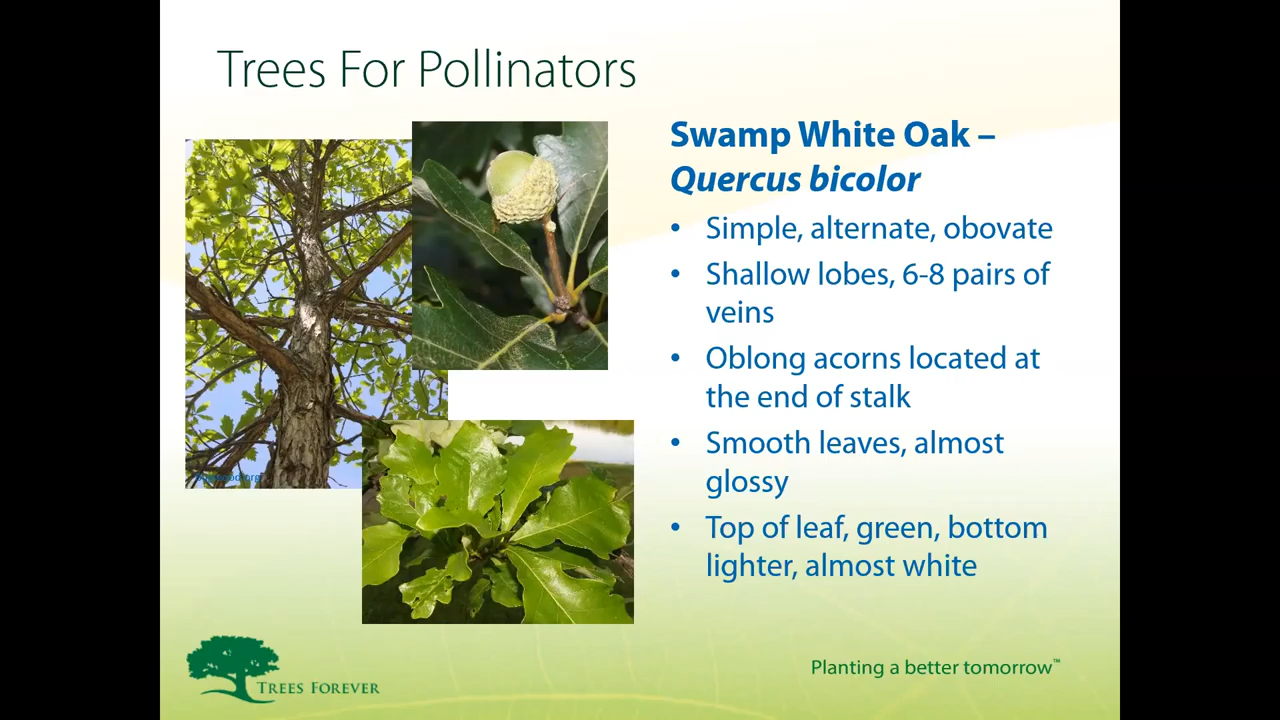 Trees For Pollinators
Swamp White Oak –
Quercus bicolor
• Simple, alternate, obovate
• Shallow lobes, 6-8 pairs of
veins
• Oblong acorns located at
the end of stalk
• Smooth leaves, almost
glossy
• Top of leaf, green, bottom
lighter, almost white
TREES FOREVER
Planting a better tomorrow™